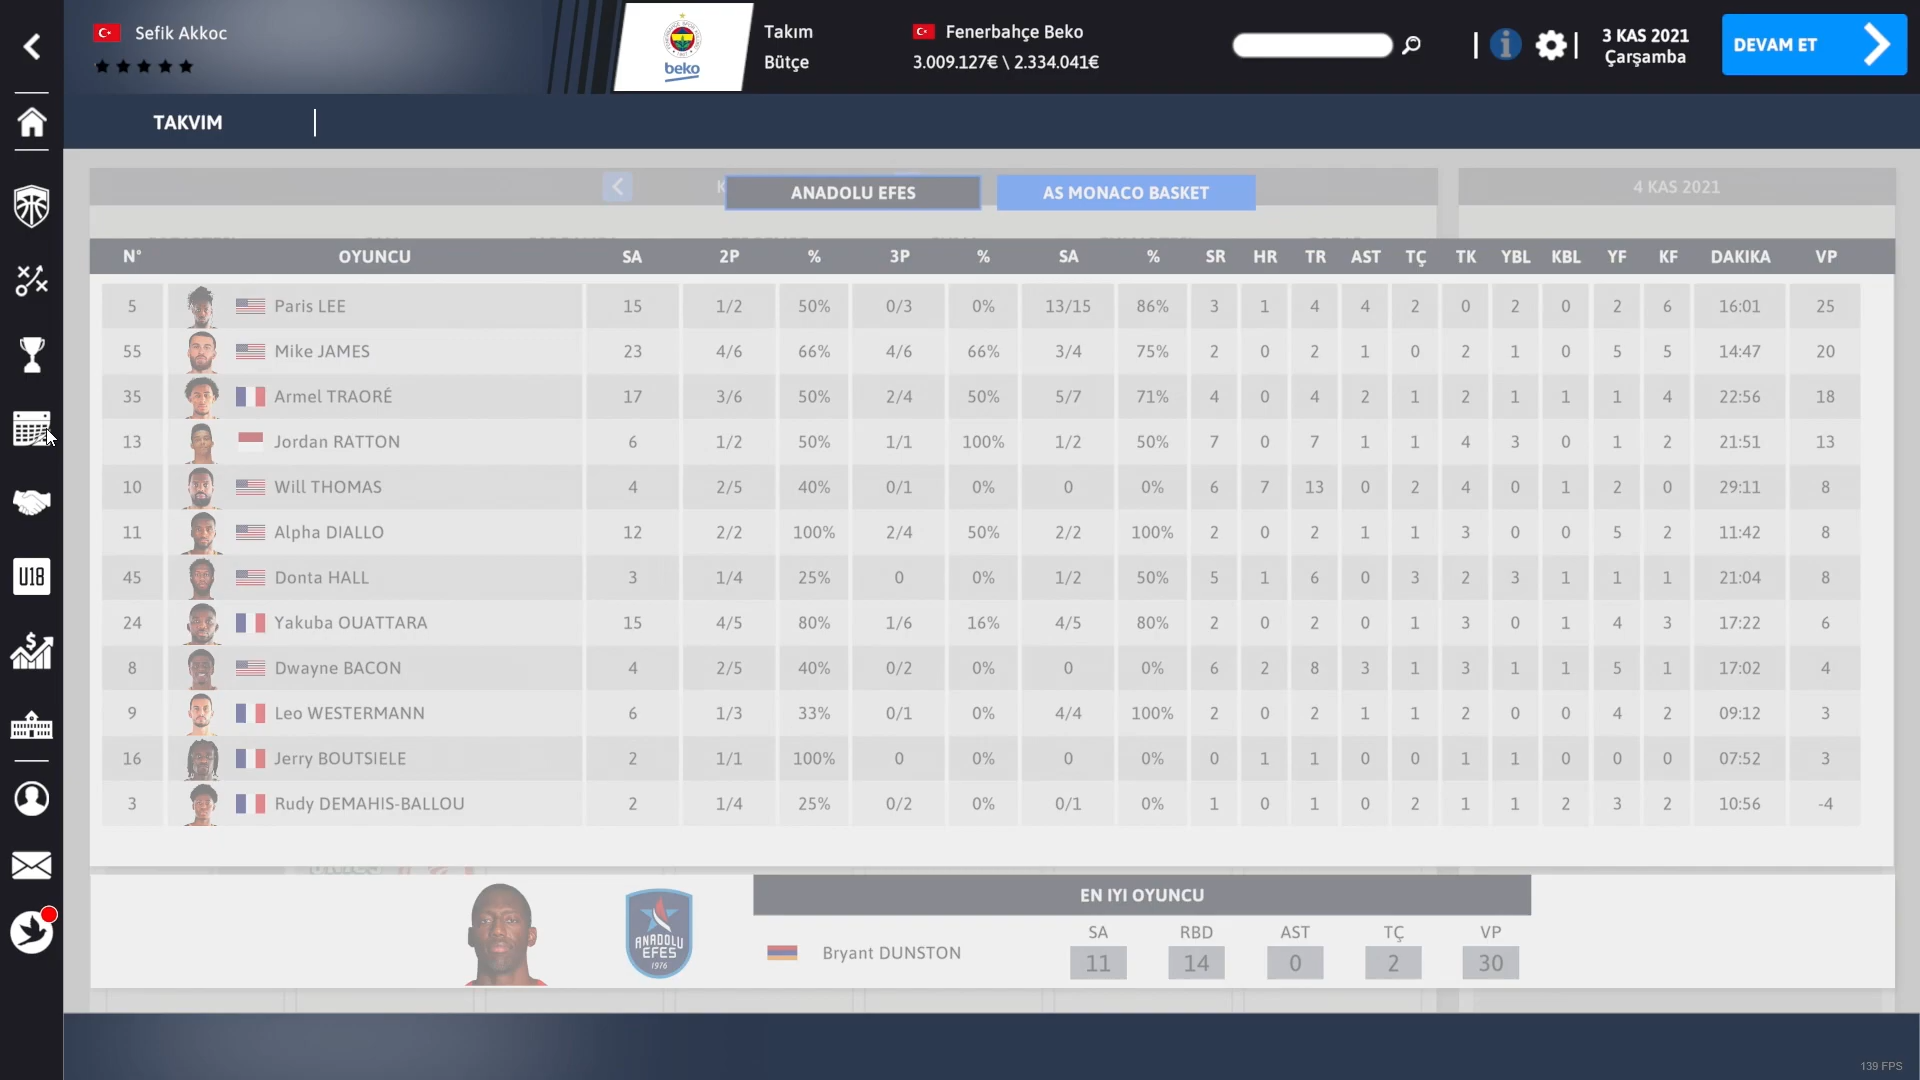 Sefik Akkoc
beko
Takım
Bütçe
Fenerbahçe Beko
3.009.127€ \ 2.334.041€
3 KAS 2021
Çarşamba
DEVAM ET
TAKVIM
ANADOLU EFES
AS MONACO BASKET
4 KAS 2021
N° OYUNCU SA 2P % 3P % SA % SR HR TR AST TÇ TK YBL KBL YF KF DAKIKA VP
5 Paris LEE 15 1/2 50% 0/3 0% 13/15 86% 3 1 4 4 2 0 2 0 2 6 16:01 25
55 Mike JAMES 23 4/6 66% 4/6 66% 3/4 75% 2 0 2 1 0 2 1 0 5 5 14:47 20
35 Armel TRAORÉ 17 3/6 50% 2/4 50% 5/7 71% 4 0 4 2 1 2 1 1 1 4 22:56 18
13 Jordan RATTON 6 1/2 50% 1/1 100% 1/2 50% 7 0 7 1 1 4 3 0 1 2 21:51 13
10 Will THOMAS 4 2/5 40% 0/1 0% 0 0% 6 7 13 0 2 4 0 1 2 0 29:11 8
11 Alpha DIALLO 12 2/2 100% 2/4 50% 2/2 100% 2 0 2 1 1 3 0 0 5 2 11:42 8
45 Donta HALL 3 1/4 25% 0 0% 1/2 50% 5 1 6 0 3 2 3 1 1 1 21:04 8
24 Yakuba OUATTARA 15 4/5 80% 1/6 16% 4/5 80% 2 0 2 0 1 3 0 1 4 3 17:22 6
8 Dwayne BACON 4 2/5 40% 0/2 0% 0 0% 6 2 8 3 1 3 1 1 5 1 17:02 4
9 Leo WESTERMANN 6 1/3 33% 0/1 0% 4/4 100% 2 0 2 1 1 2 0 0 4 2 09:12 3
16 Jerry BOUTSIELE 2 1/1 100% 0 0% 0 0% 0 1 1 0 0 1 1 0 0 0 07:52 3
3 Rudy DEMAHIS-BALLOU 2 1/4 25% 0/2 0% 0/1 0% 1 0 1 0 2 1 1 2 3 2 10:56 -4
U18
EN IYI OYUNCU
ANADOLU
EFES
1976
Bryant DUNSTON
SA RBD AST TÇ VP
11 14 0 2 30
139 FPS